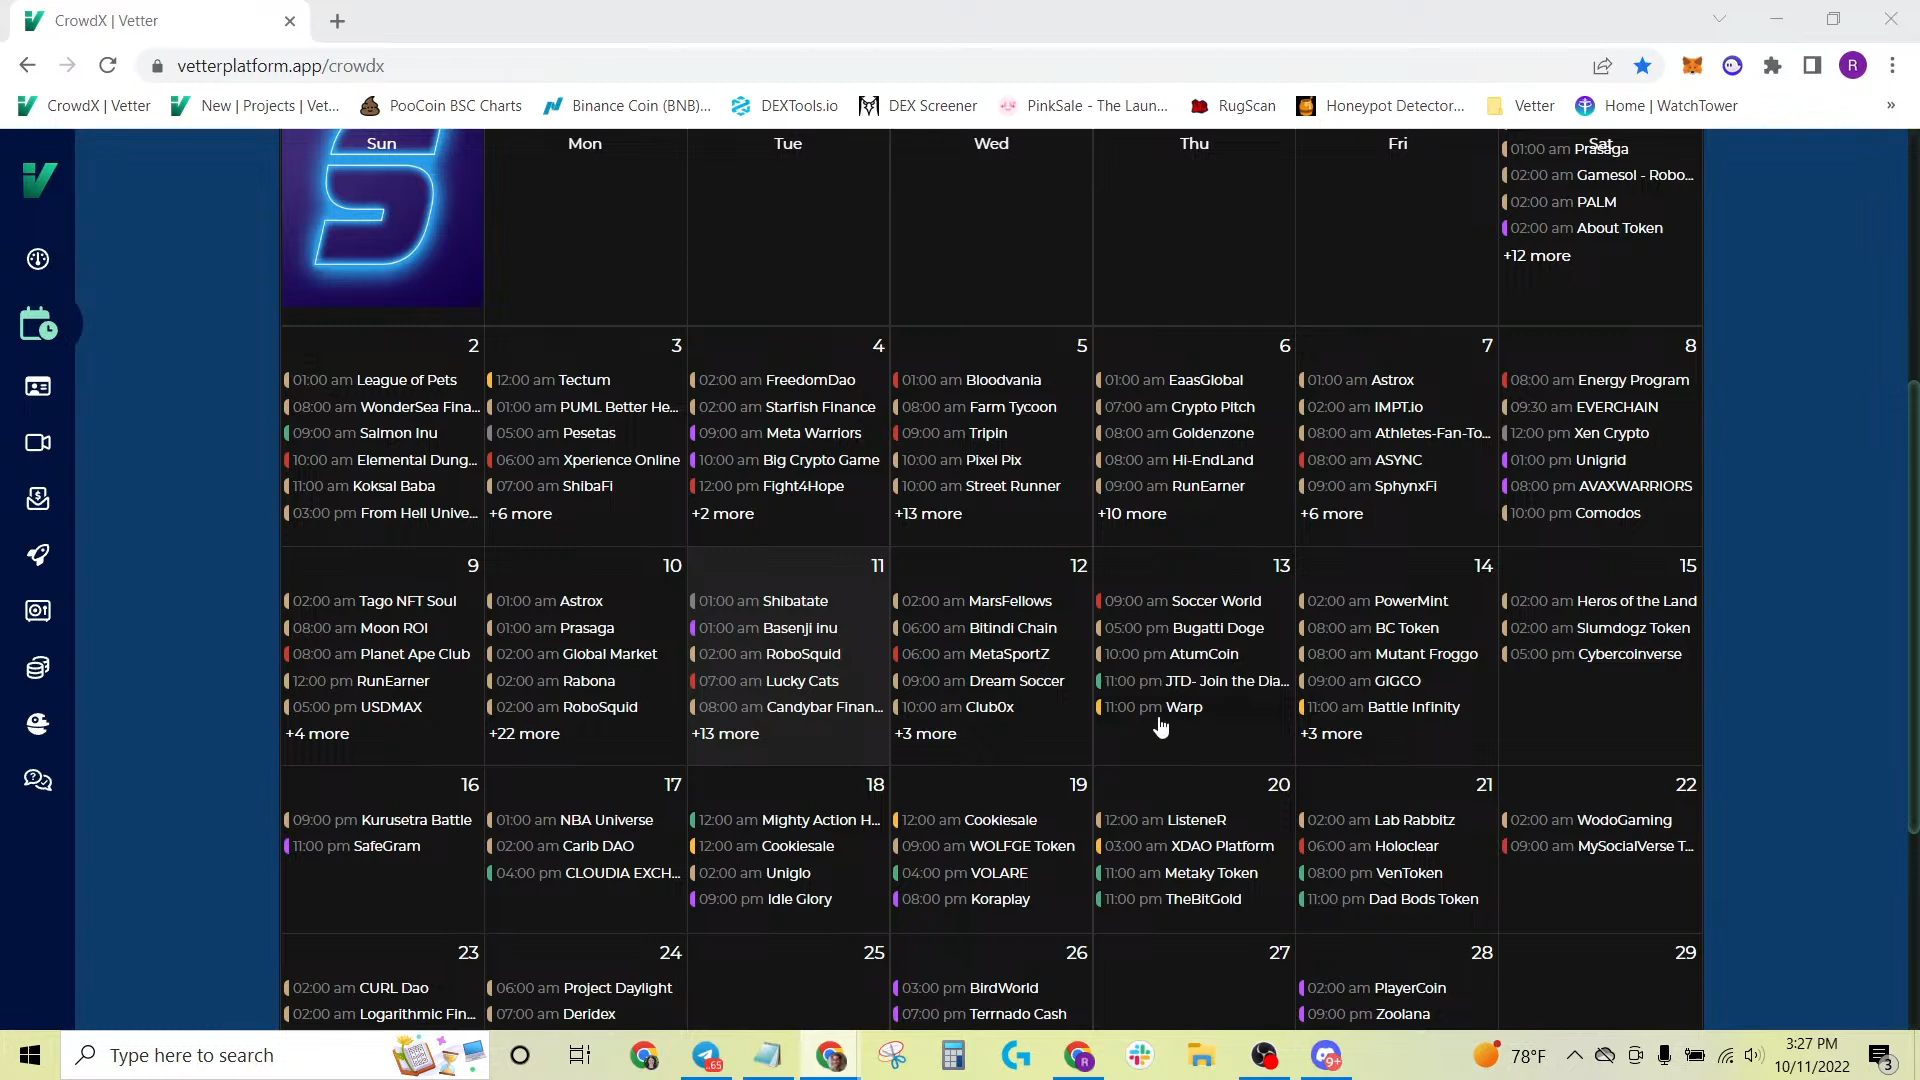 CrowdX | Vetter
vetterplatform.app/crowdx
R
CrowdX | Vetter
New | Projects | Vet...
PooCoin BSC Charts
Binance Coin (BNB)...
DEXTools.io
DEX Screener
PinkSale - The Laun...
RugScan
Honeypot Detector...
Vetter
Home | WatchTower
»
Sun Mon Tue Wed Thu Fri Sat
01:00 am Prasaga
02:00 am Gamesol - Robo...
02:00 am PALM
02:00 am About Token
+12 more
2
01:00 am League of Pets
08:00 am WonderSea Fina...
09:00 am Salmon Inu
10:00 am Elemental Dung...
11:00 am Koksal Baba
03:00 pm From Hell Unive...
3
12:00 am Tectum
01:00 am PUML Better He...
05:00 am Pesetas
06:00 am Xperience Online
07:00 am ShibaFi
+6 more
4
02:00 am FreedomDao
02:00 am Starfish Finance
09:00 am Meta Warriors
10:00 am Big Crypto Game
12:00 pm Fight4Hope
+2 more
5
01:00 am Bloodvania
08:00 am Farm Tycoon
09:00 am Tripin
10:00 am Pixel Pix
10:00 am Street Runner
+13 more
6
01:00 am EaasGlobal
07:00 am Crypto Pitch
08:00 am Goldenzone
08:00 am Hi-EndLand
09:00 am RunEarner
+10 more
7
01:00 am Astrox
02:00 am IMPT.io
08:00 am Athletes-Fan-To...
08:00 am ASYNC
09:00 am SphynxFi
+6 more
8
08:00 am Energy Program
09:30 am EVERCHAIN
12:00 pm Xen Crypto
01:00 pm Unigrid
08:00 pm AVAXWARRIORS
10:00 pm Comodos
9
02:00 am Tago NFT Soul
08:00 am Moon ROI
08:00 am Planet Ape Club
12:00 pm RunEarner
05:00 pm USDMAX
+4 more
10
01:00 am Astrox
01:00 am Prasaga
02:00 am Global Market
02:00 am Rabona
02:00 am RoboSquid
+22 more
11
01:00 am Shibatate
01:00 am Basenji inu
02:00 am RoboSquid
07:00 am Lucky Cats
08:00 am Candybar Finan...
+13 more
12
02:00 am MarsFellows
06:00 am Bitindi Chain
06:00 am MetaSportZ
09:00 am Dream Soccer
10:00 am Club0x
+3 more
13
09:00 am Soccer World
05:00 pm Bugatti Doge
10:00 pm AtumCoin
11:00 pm JTD- Join the Dia...
11:00 pm Warp
14
02:00 am PowerMint
08:00 am BC Token
08:00 am Mutant Froggo
09:00 am GIGCO
11:00 am Battle Infinity
+3 more
15
02:00 am Heros of the Land
02:00 am Slumdogz Token
05:00 pm Cybercoinverse
16
09:00 pm Kurusetra Battle
11:00 pm SafeGram
17
01:00 am NBA Universe
02:00 am Carib DAO
04:00 pm CLOUDIA EXCH...
18
12:00 am Mighty Action H...
12:00 am Cookiesale
02:00 am Uniglo
09:00 pm Idle Glory
19
12:00 am Cookiesale
09:00 am WOLFGE Token
04:00 pm VOLARE
08:00 pm Koraplay
20
12:00 am ListeneR
03:00 am XDAO Platform
11:00 am Metaky Token
11:00 pm TheBitGold
21
02:00 am Lab Rabbitz
06:00 am Holoclear
08:00 pm VenToken
11:00 pm Dad Bods Token
22
02:00 am WodoGaming
09:00 am MySocialVerse T...
23
02:00 am CURL Dao
02:00 am Logarithmic Fin...
24
06:00 am Project Daylight
07:00 am Deridex
25
26
03:00 pm BirdWorld
07:00 pm Terrnado Cash
27
28
02:00 am PlayerCoin
09:00 pm Zoolana
29
Type here to search
65
R
9+
78°F
3:27 PM
10/11/2022
3